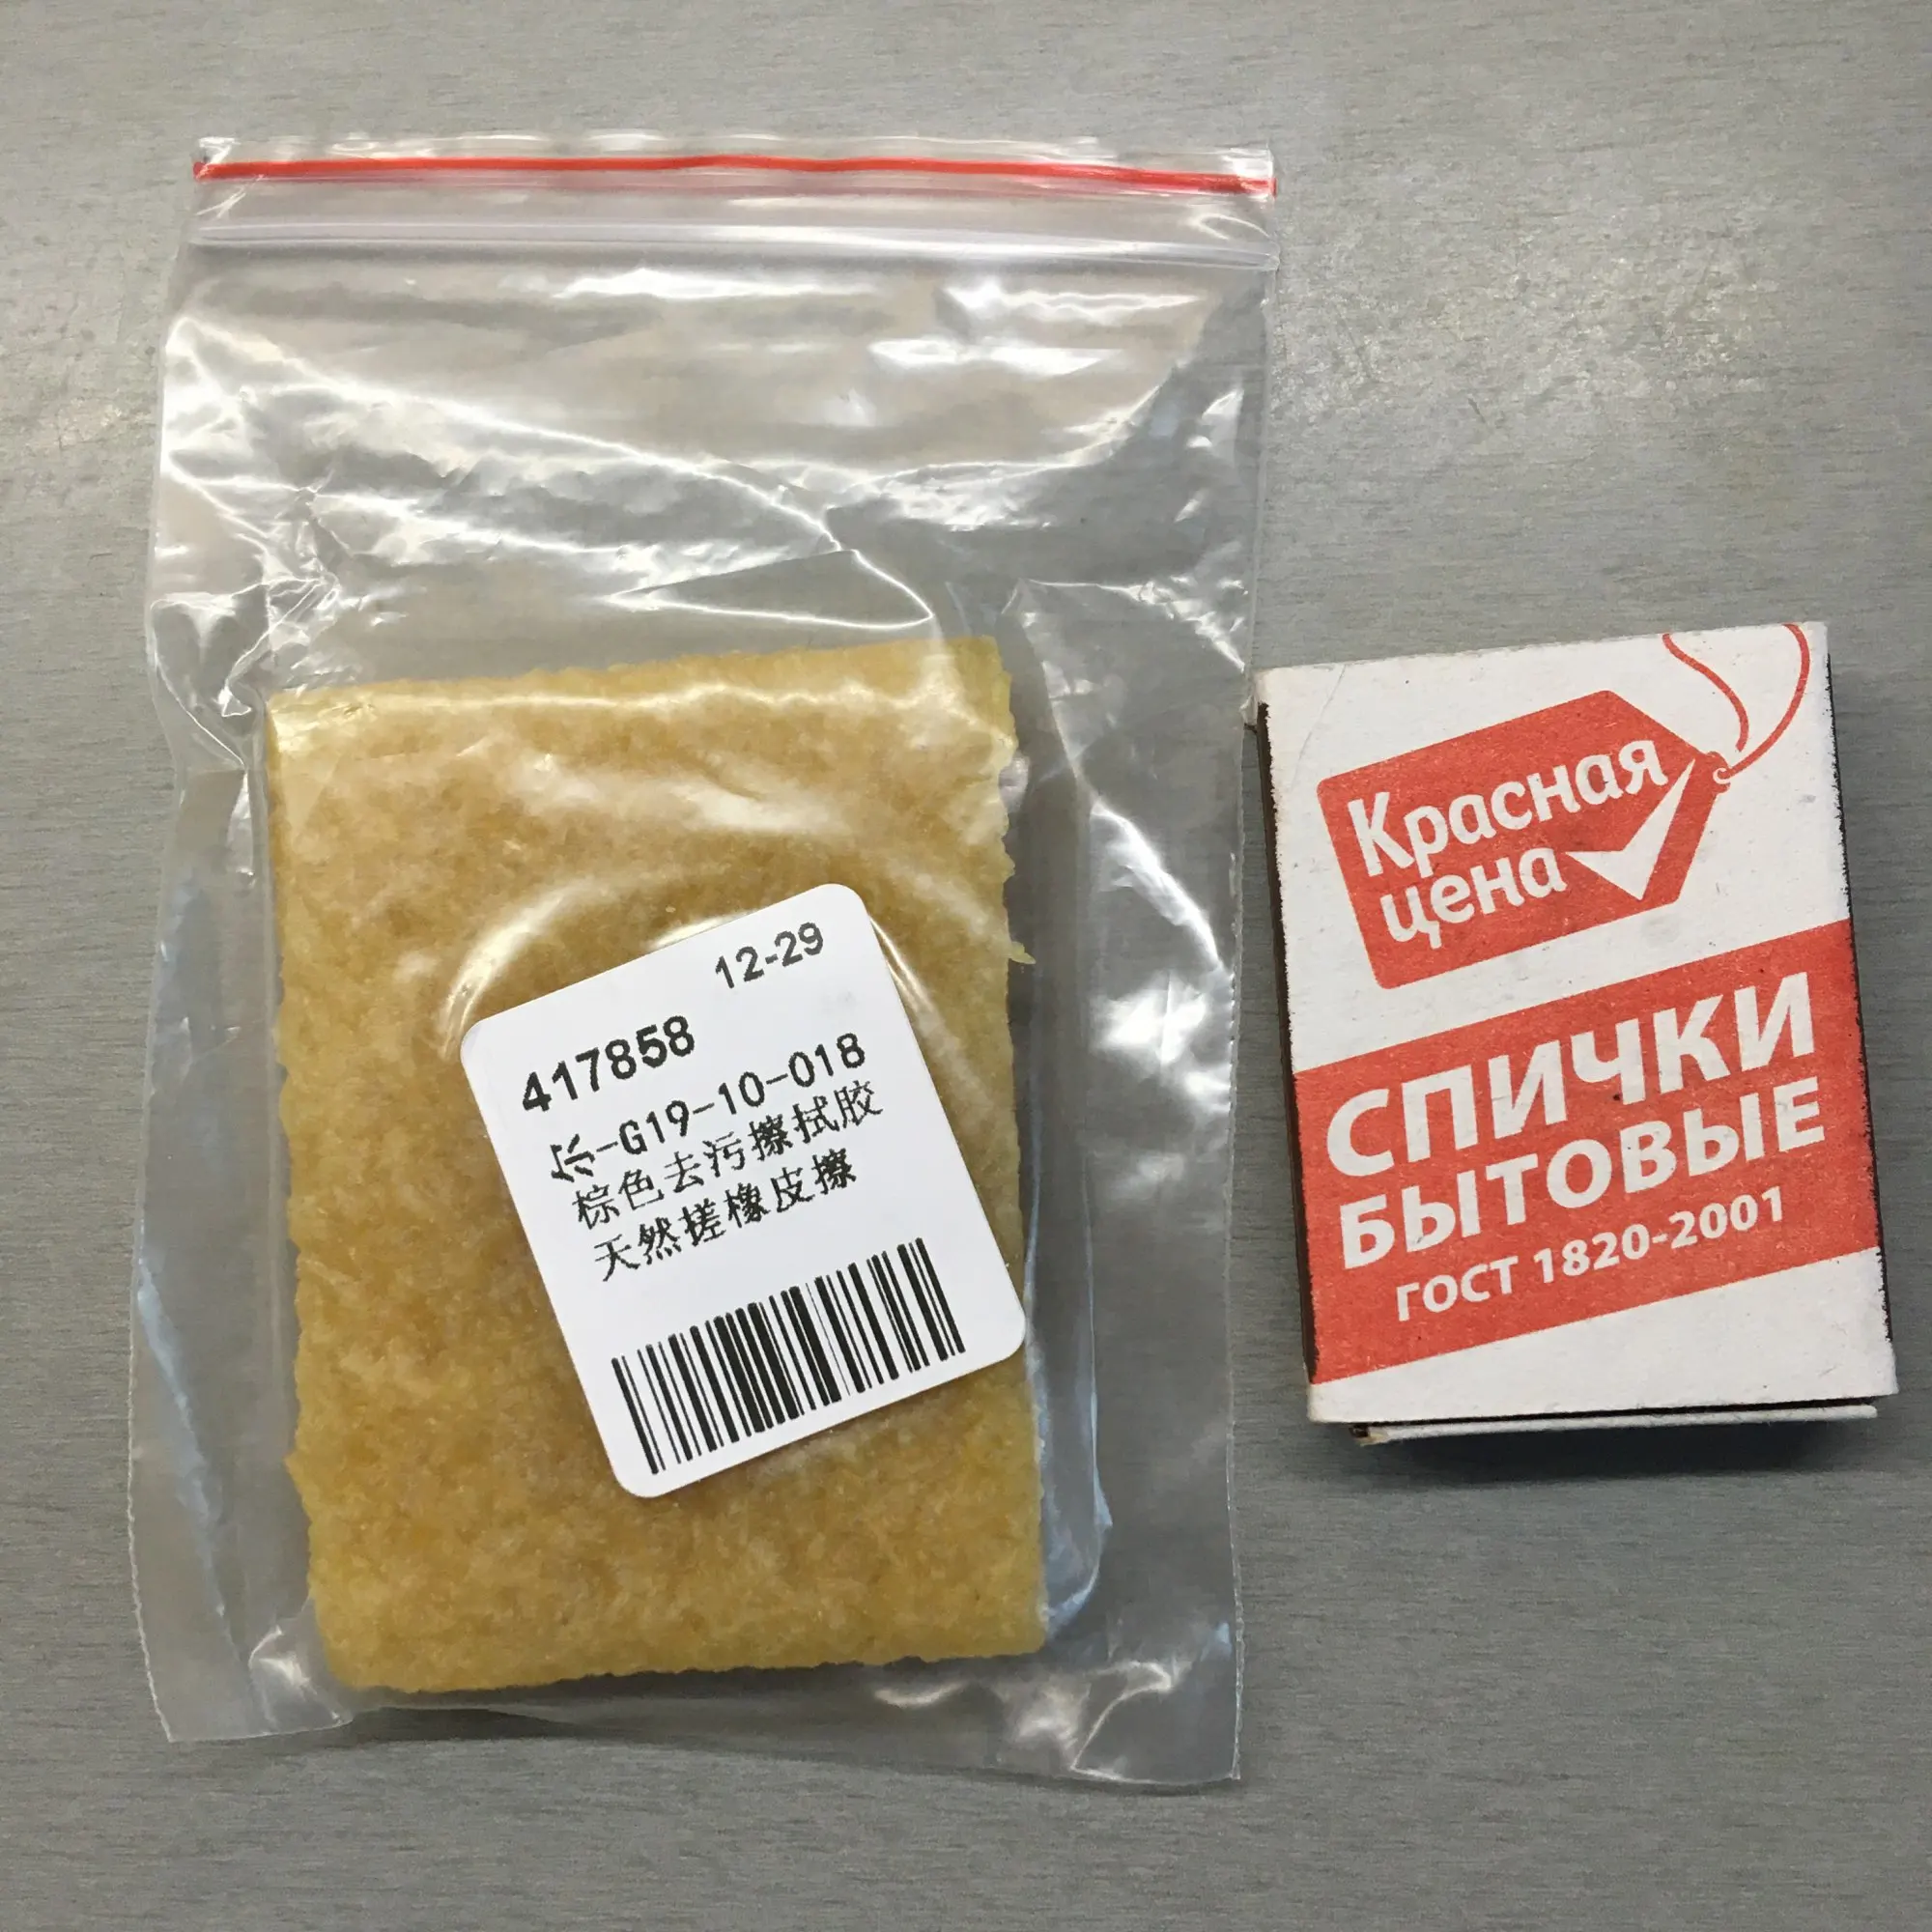 12-29
417858
-G19-10-018
棕色去污擦拭胶
天然搓橡皮擦
Красная
цена
СПИЧКИ
БЫТОВЫЕ
ГОСТ 1820-2001